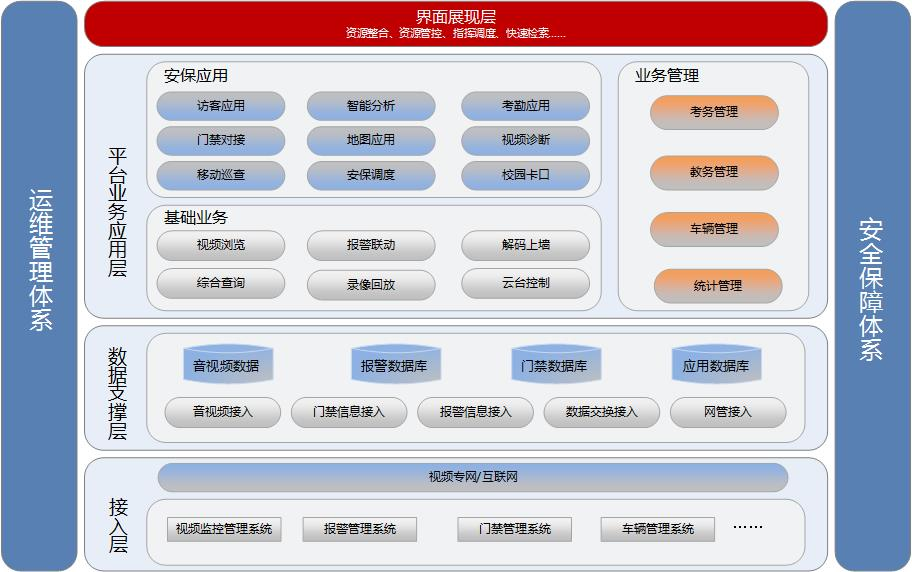 界面展现层
资源整合、资源管控、指挥调度、快速检索......
运维管理体系
平台业务应用层
安保应用
访客应用
智能分析
考勤应用
门禁对接
地图应用
视频诊断
移动巡查
安保调度
校园卡口
基础业务
视频浏览
报警联动
解码上墙
综合查询
录像回放
云台控制
业务管理
考务管理
教务管理
车辆管理
统计管理
数据支撑层
音视频数据
报警数据库
门禁数据库
应用数据库
音视频接入
门禁信息接入
报警信息接入
数据交换接入
网管接入
接入层
视频专网/互联网
视频监控管理系统
报警管理系统
门禁管理系统
车辆管理系统
······
安全保障体系